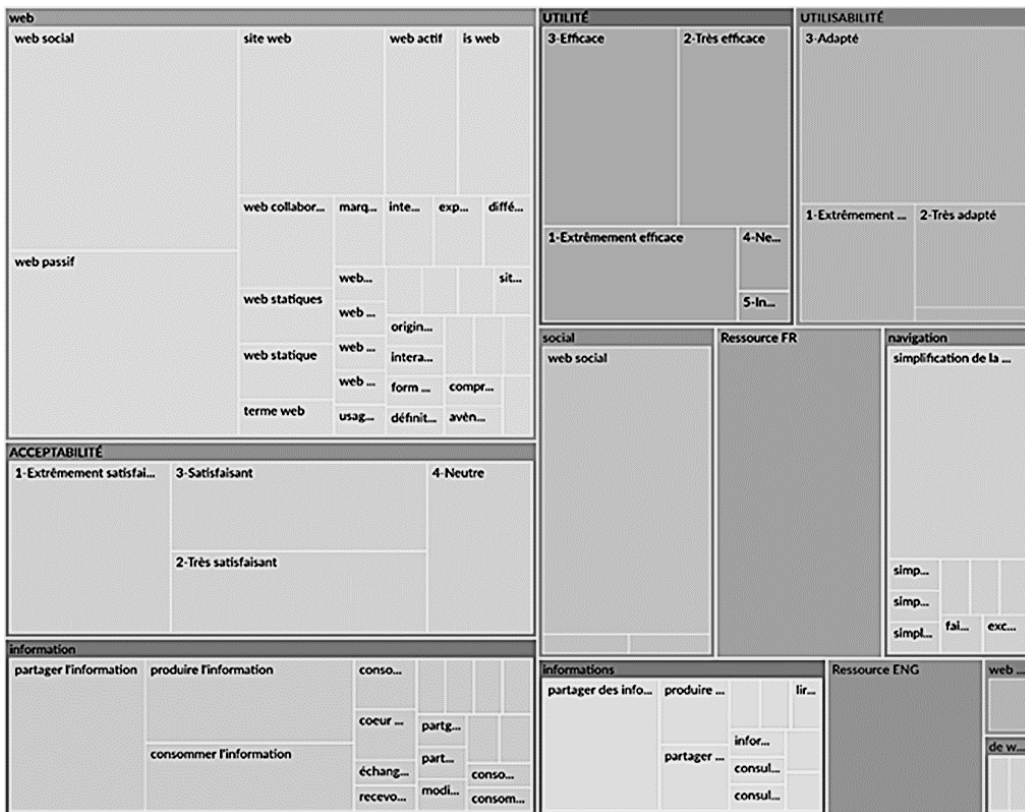 web
web social
site web
web actif
is web
web passif
web collabor...
marq...
inte...
exp...
diffé...
web statiques
web...
sit...
web ...
origin...
web statique
web ...
intera...
web ...
form ...
compr...
terme web
usag...
définit...
avèn...
ACCEPTABILITÉ
1-Extrêmement satisfai...
3-Satisfaisant
4-Neutre
2-Très satisfaisant
information
partager l'information
produire l'information
conso...
coeur ...
partg...
consommer l'information
part...
échang...
conso...
recevo...
modi...
consom...
UTILITÉ
3-Efficace
2-Très efficace
1-Extrêmement efficace
4-Ne...
5-In...
UTILISABILITÉ
3-Adapté
1-Extrêmement ...
2-Très adapté
social
web social
Ressource FR
navigation
simplification de la ...
simp...
simp...
simpl...
fai...
exc...
informations
partager des info...
produire ...
lir...
infor...
partager ...
consul...
consul...
Ressource ENG
web ...
de w...